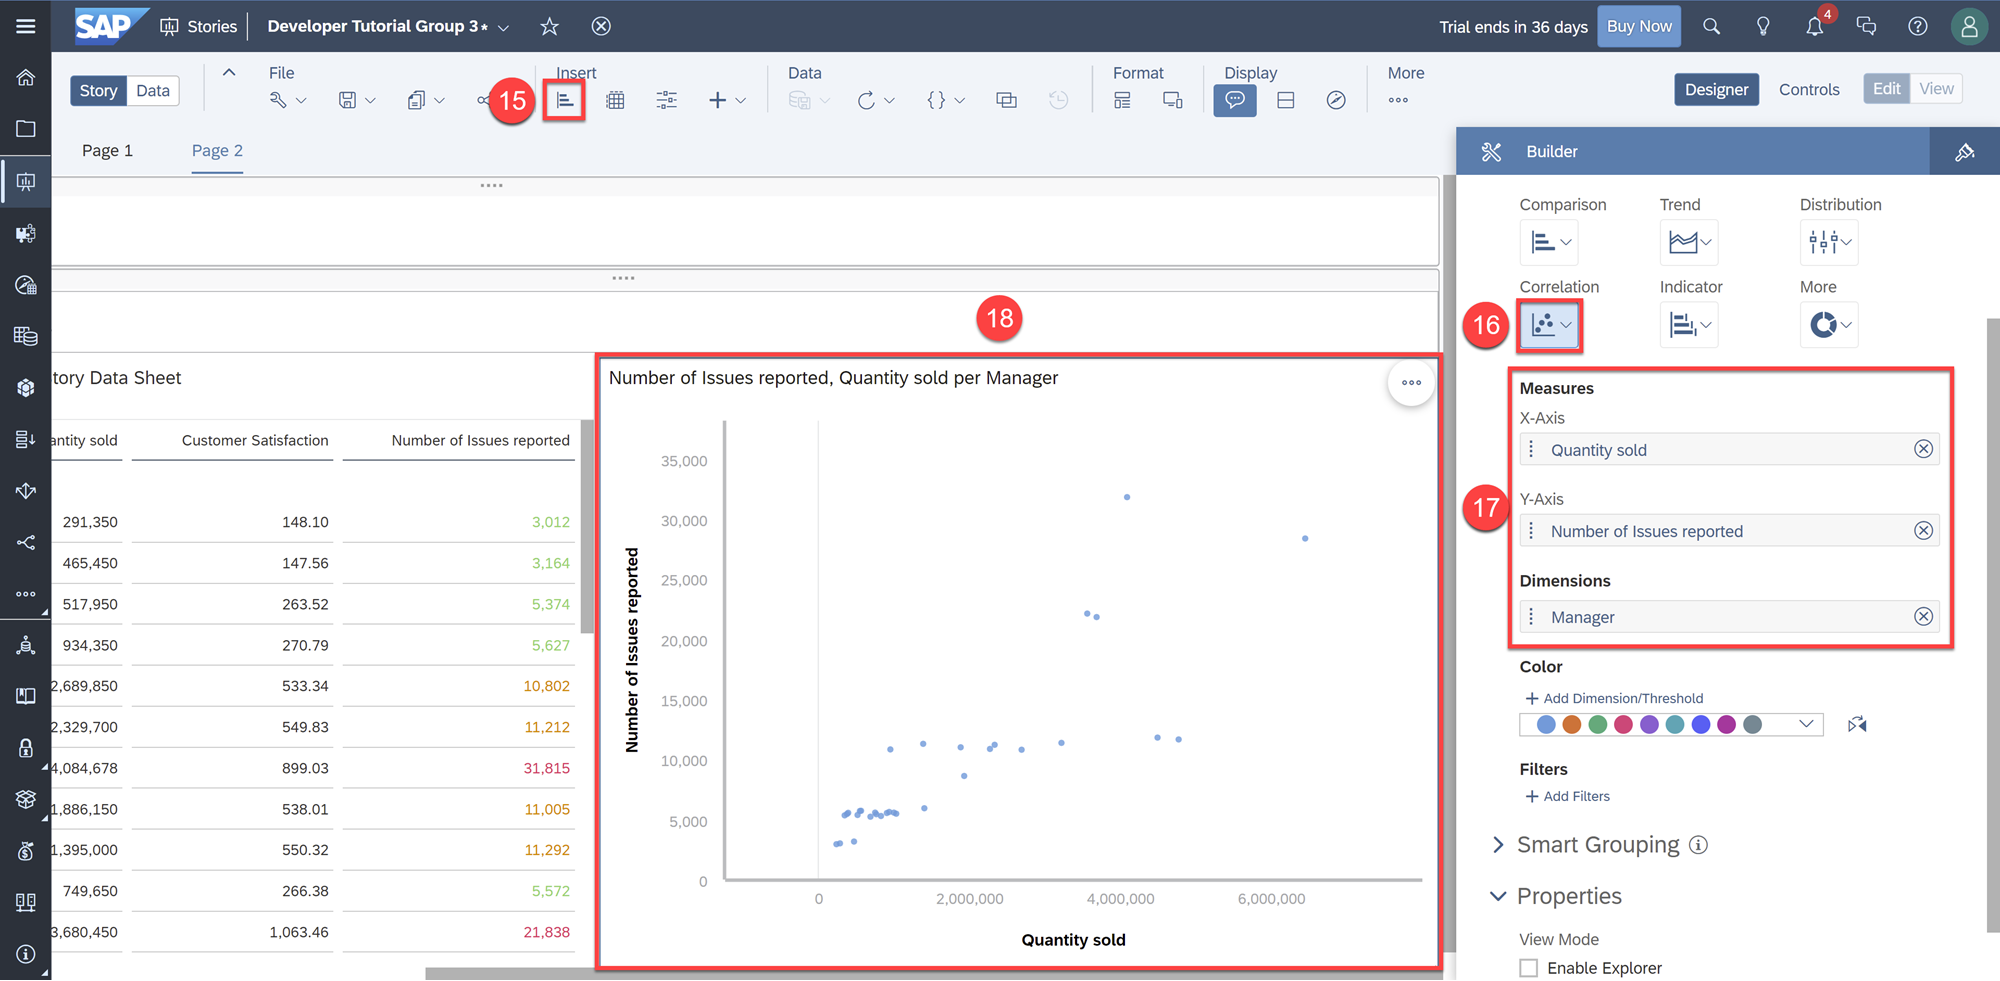 SAP Stories Developer Tutorial Group 3* Trial ends in 36 days Buy Now 4
Story Data
File
Insert
Data
Format
Display
More
Designer Controls Edit View
15
Page 1 Page 2
Builder
Comparison Trend Distribution
Correlation Indicator More
16
18
tory Data Sheet
antity sold Customer Satisfaction Number of Issues reported
291,350 148.10 3,012
465,450 147.56 3,164
517,950 263.52 5,374
934,350 270.79 5,627
2,689,850 533.34 10,802
2,329,700 549.83 11,212
4,084,678 899.03 31,815
1,886,150 538.01 11,005
1,395,000 550.32 11,292
749,650 266.38 5,572
3,680,450 1,063.46 21,838
Number of Issues reported, Quantity sold per Manager
Number of Issues reported
35,000
30,000
25,000
20,000
15,000
10,000
5,000
0
0 2,000,000 4,000,000 6,000,000
Quantity sold
17
Measures
X-Axis
Quantity sold
Y-Axis
Number of Issues reported
Dimensions
Manager
Color
+ Add Dimension/Threshold
Filters
+ Add Filters
Smart Grouping
Properties
View Mode
Enable Explorer